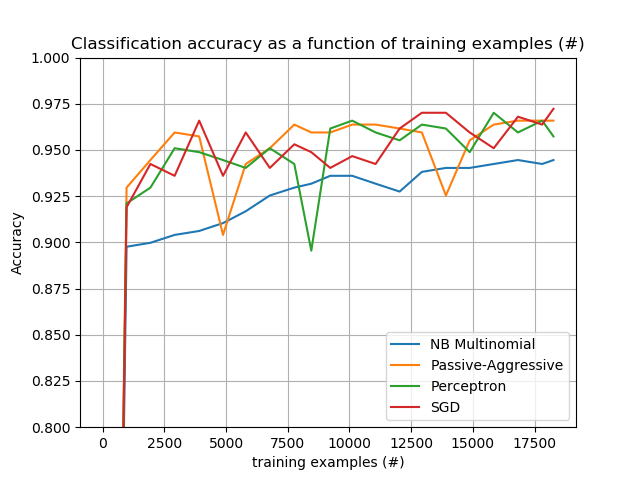 Classification accuracy as a function of training examples (#)
1.000
0.975
0.950
0.925
0.900
0.875
0.850
0.825
0.800
Accuracy
0 2500 5000 7500 10000 12500 15000 17500
training examples (#)
NB Multinomial
Passive-Aggressive
Perceptron
SGD